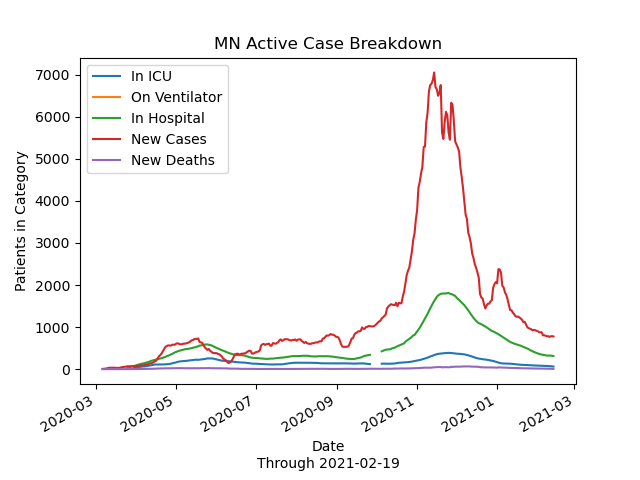 MN Active Case Breakdown
In ICU
On Ventilator
In Hospital
New Cases
New Deaths
Patients in Category
7000
6000
5000
4000
3000
2000
1000
0
2020-03
2020-05
2020-07
2020-09
2020-11
2021-01
2021-03
Date
Through 2021-02-19